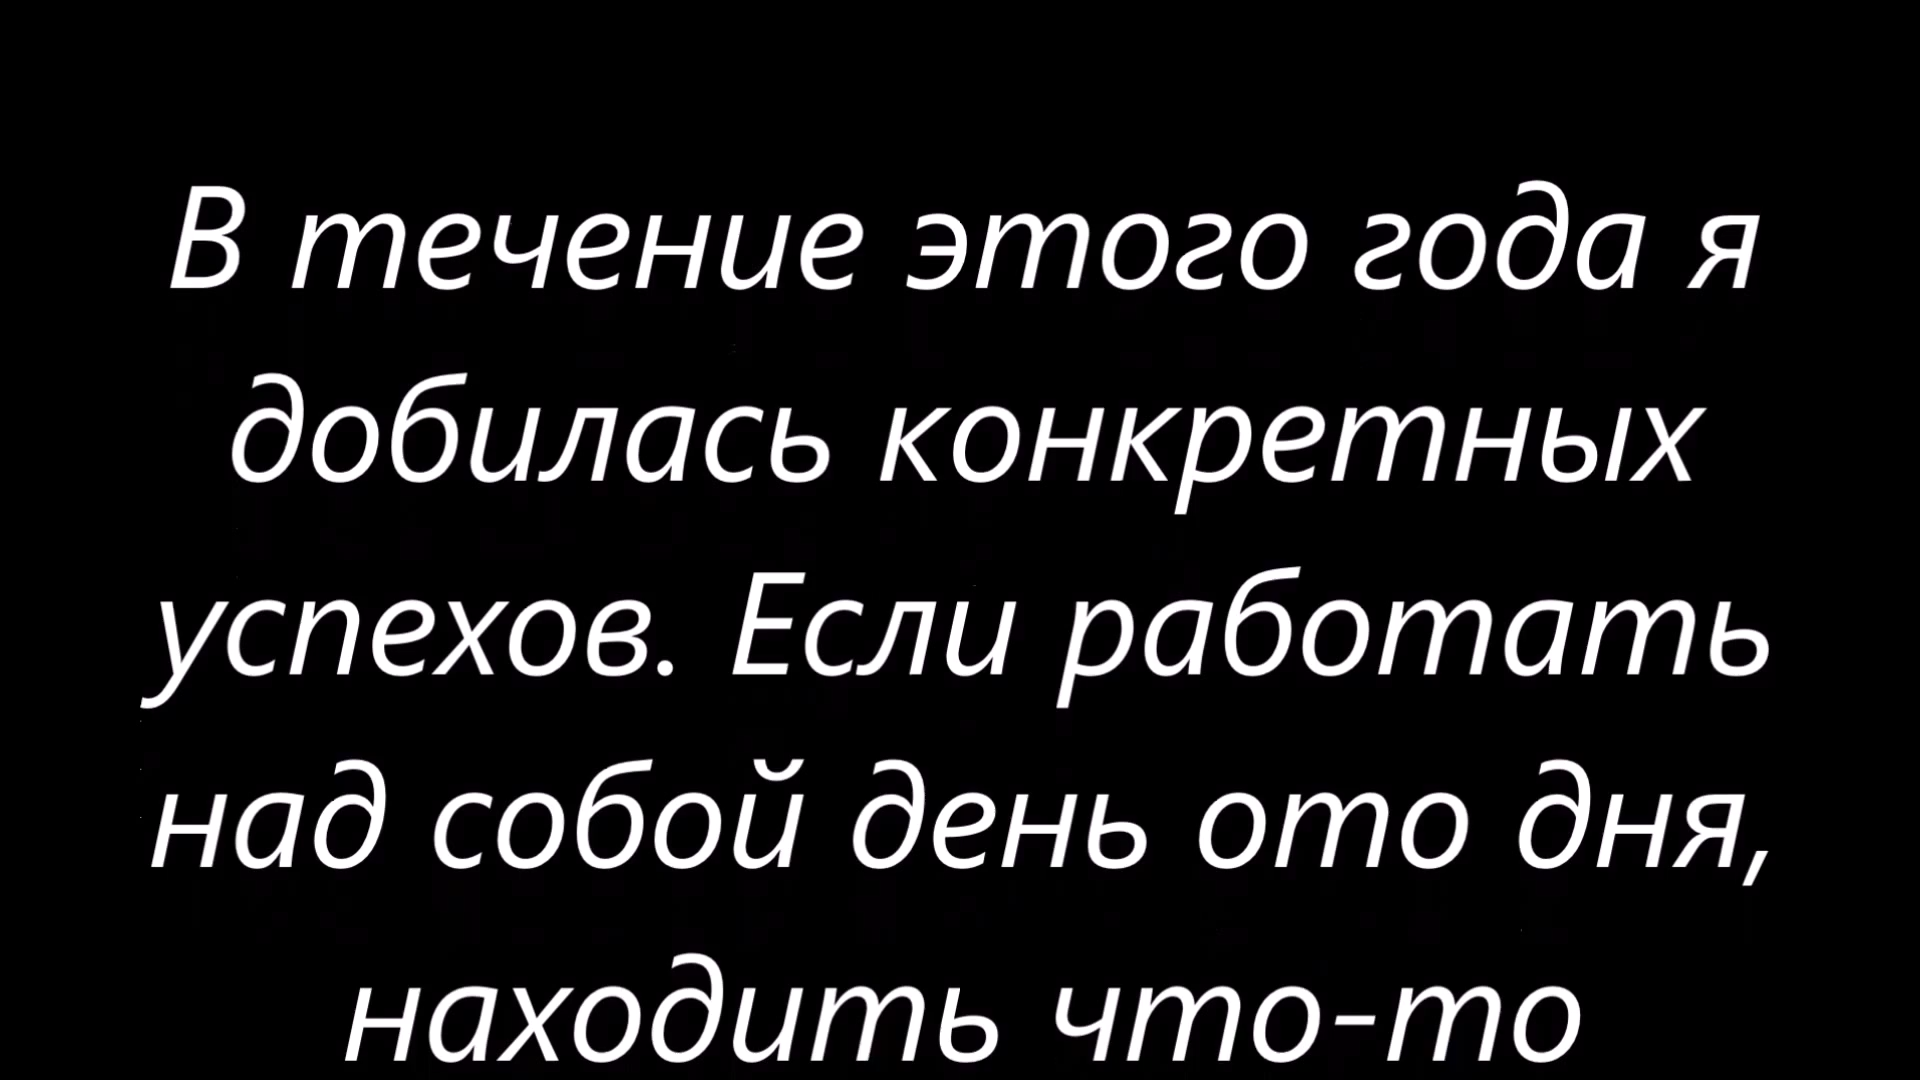 В течение этого года я
добилась конкретных
успехов. Если работать
над собой день ото дня,
находить что-то